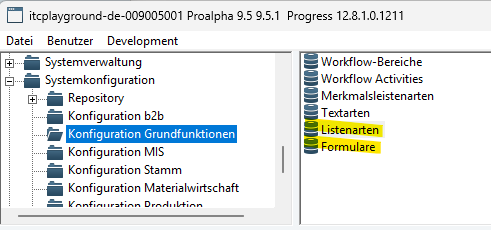 itcplayground-de-009005001 Proalpha 9.5 9.5.1 Progress 12.8.1.0.1211
Datei Benutzer Development
Systemverwaltung
Systemkonfiguration
Repository
Konfiguration b2b
Konfiguration Grundfunktionen
Konfiguration MIS
Konfiguration Stamm
Konfiguration Materialwirtschaft
Konfiguration Produktion
Workflow-Bereiche
Workflow Activities
Merkmalsleistenarten
Textarten
Listenarten
Formulare